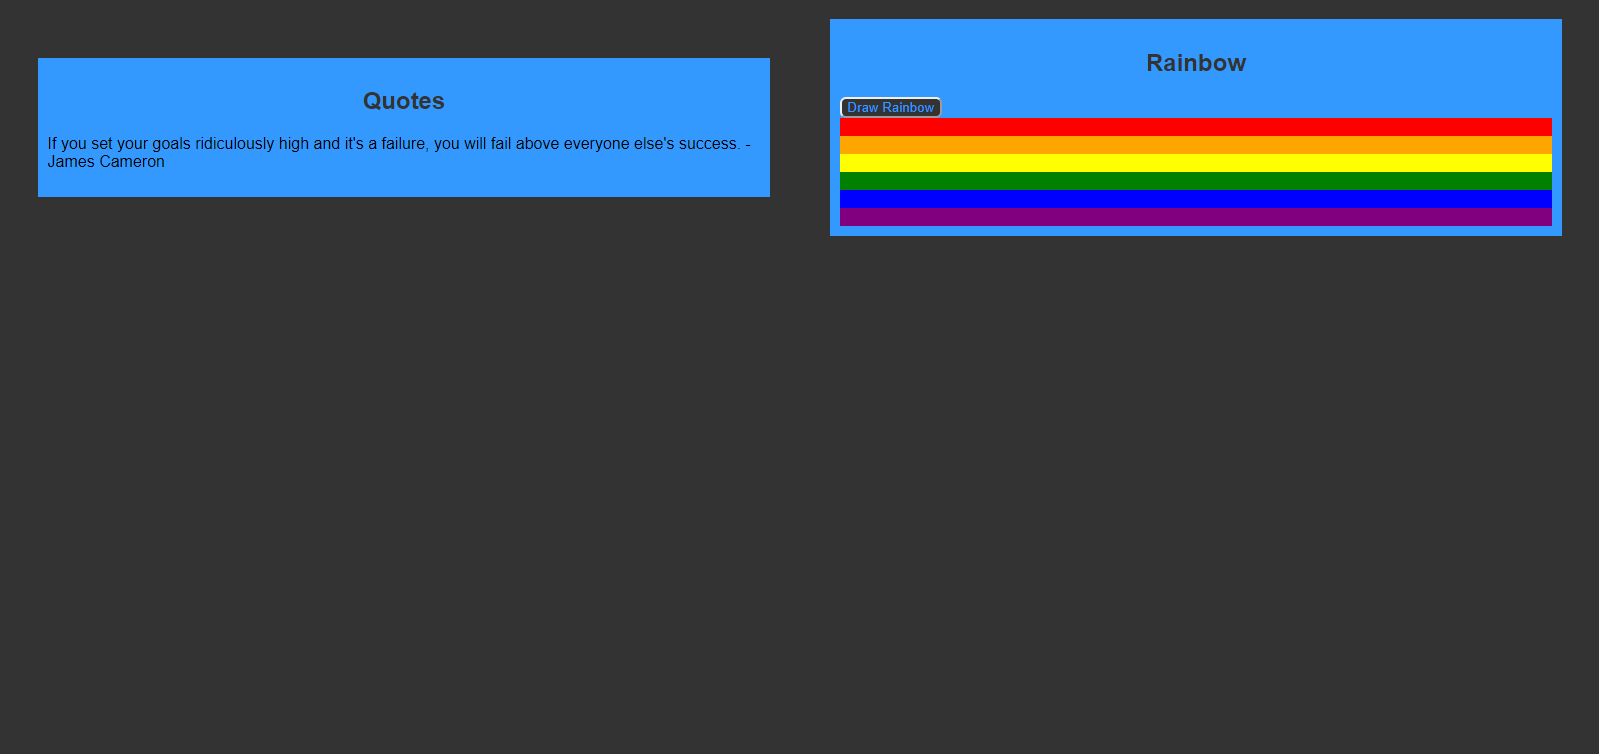 Quotes
If you set your goals ridiculously high and it's a failure, you will fail above everyone else's success. -
James Cameron
Rainbow
Draw Rainbow